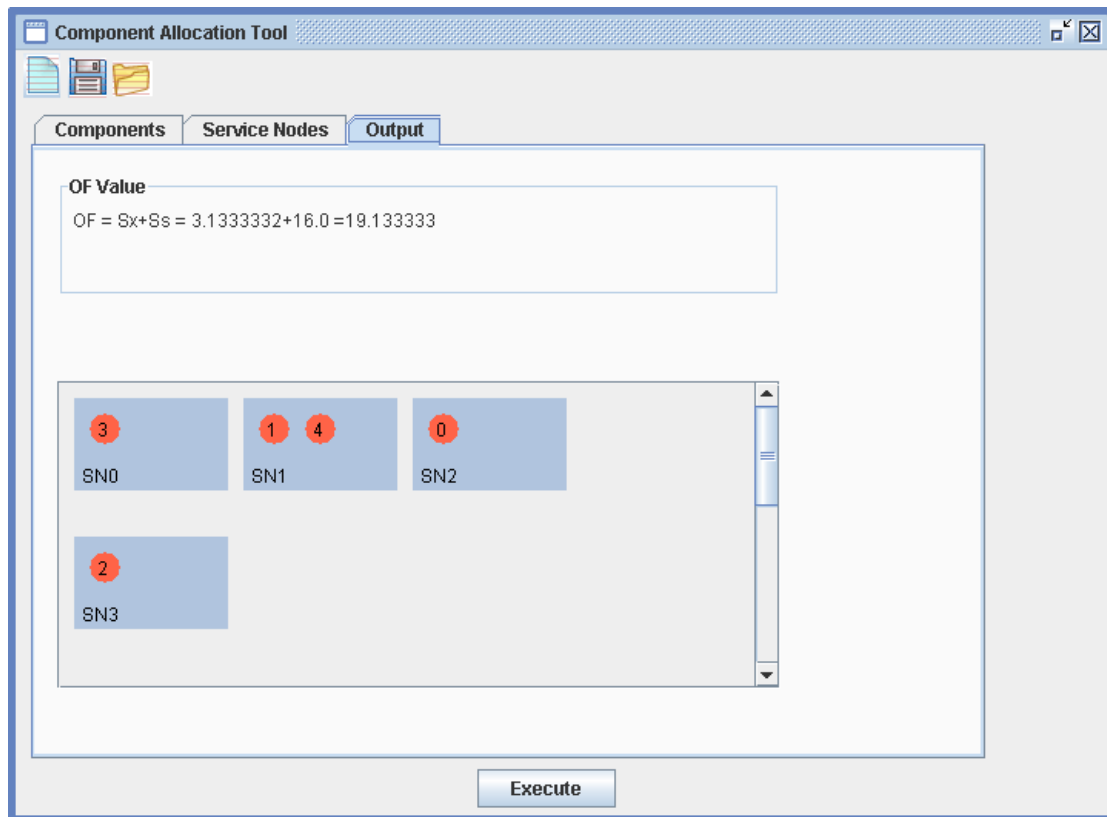 Component Allocation Tool
Components Service Nodes Output
OF Value
OF = Sx+Ss = 3.1333332+16.0 =19.133333
3 1 4 0
SN0 SN1 SN2
2
SN3
Execute